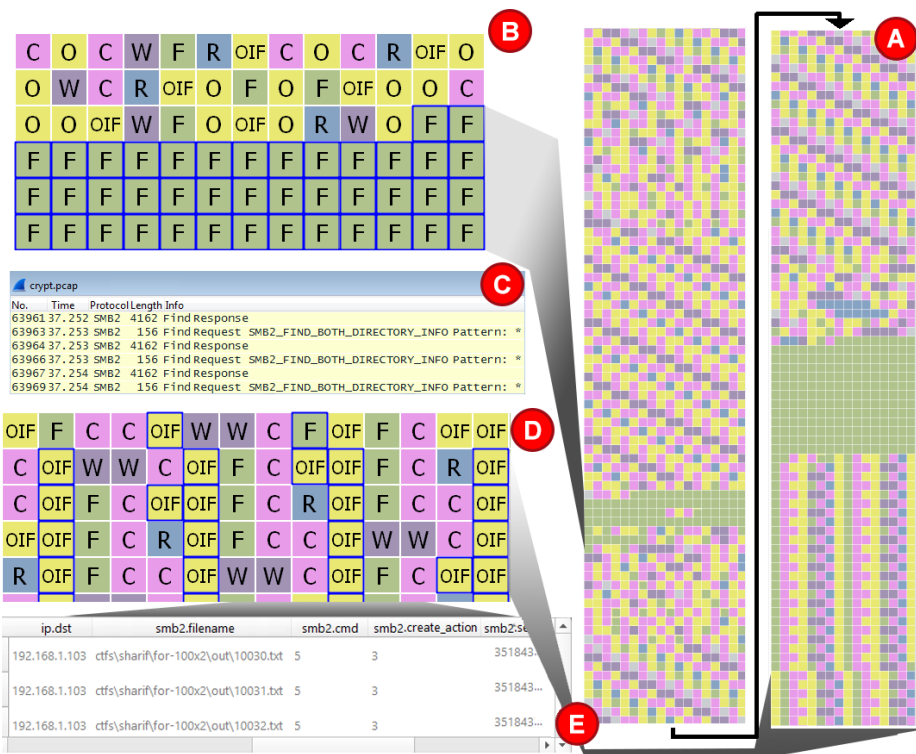 B
C O C W F R OIF C O C R OIF O
O W C R OIF O F O F OIF O O C
O O OIF W F O OIF O R W O F F
F F F F F F F F F F F F F
F F F F F F F F F F F F F
F F F F F F F F F F F F F
C
crypt.pcap
No. Time Protocol Length Info
63961 37.252 SMB2 4162 Find Response
63963 37.253 SMB2 156 Find Request SMB2_FIND_BOTH_DIRECTORY_INFO Pattern: *
63964 37.253 SMB2 4162 Find Response
63966 37.253 SMB2 156 Find Request SMB2_FIND_BOTH_DIRECTORY_INFO Pattern: *
63967 37.254 SMB2 4162 Find Response
63969 37.254 SMB2 156 Find Request SMB2_FIND_BOTH_DIRECTORY_INFO Pattern: *
D
OIF F C C OIF W W C F OIF F C OIF OIF
C OIF W W C OIF F C OIF OIF F C R OIF
C OIF F C OIF OIF F C R OIF F C C OIF
OIF OIF F C R OIF F C C OIF W W C OIF
R OIF F C C OIF W W C OIF F C OIF OIF
ip.dst smb2.filename smb2.cmd smb2.create_action smb2.se
192.168.1.103 ctfs\sharif\for-100x2\out\10030.txt 5 3 351843...
192.168.1.103 ctfs\sharif\for-100x2\out\10031.txt 5 3 351843...
192.168.1.103 ctfs\sharif\for-100x2\out\10032.txt 5 3 351843...
E
A